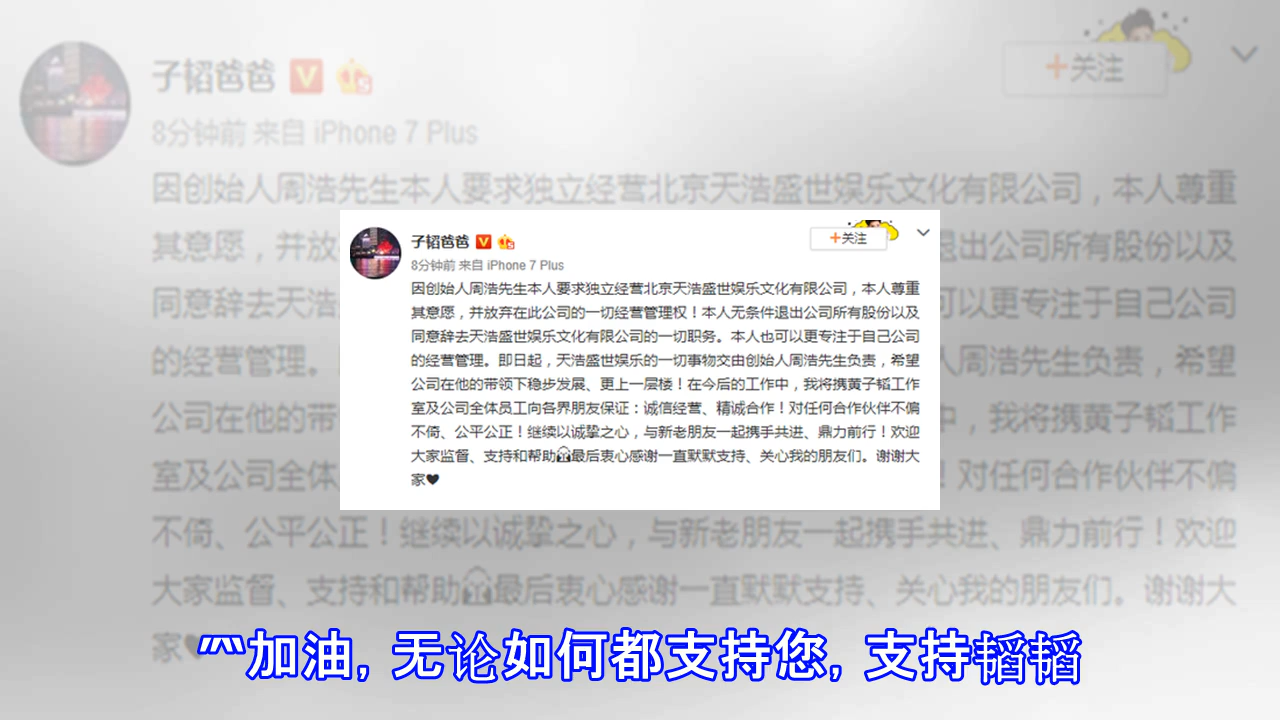 子韬爸爸
+关注
8分钟前 来自 iPhone 7 Plus
因创始人周浩先生本人要求独立经营北京天浩盛世娱乐文化有限公司，本人尊重
其意愿，并放弃在此公司的一切经营管理权！本人无条件退出公司所有股份以及
同意辞去天浩盛世娱乐文化有限公司的一切职务。本人也可以更专注于自己公司
的经营管理。即日起，天浩盛世娱乐的一切事物交由创始人周浩先生负责，希望
公司在他的带领下稳步发展、更上一层楼！在今后的工作中，我将携黄子韬工作
室及公司全体员工向各界朋友保证：诚信经营、精诚合作！对任何合作伙伴不偏
不倚、公平公正！继续以诚挚之心，与新老朋友一起携手共进、鼎力前行！欢迎
大家监督、支持和帮助🙏最后衷心感谢一直默默支持、关心我的朋友们。谢谢大
家❤
加油, 无论如何都支持您, 支持韬韬